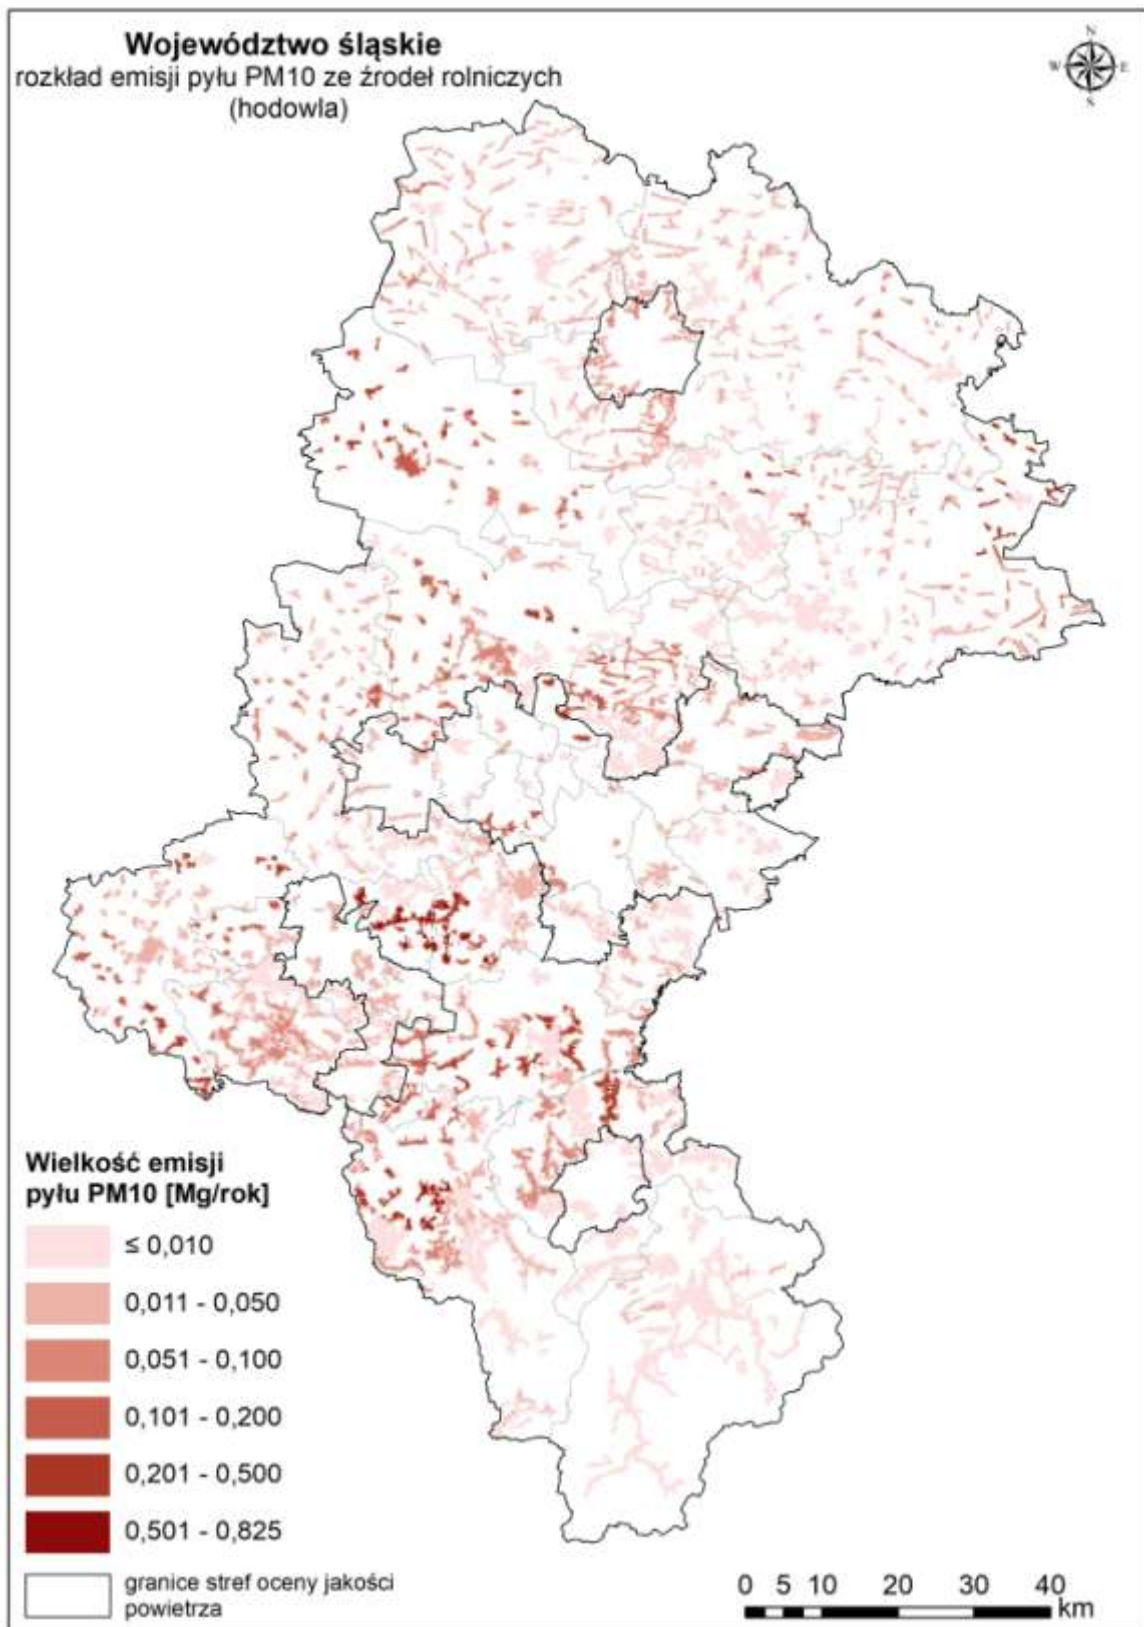 Województwo śląskie
rozkład emisji pyłu PM10 ze źrodeł rolniczych
(hodowla)
N
W E
S
Wielkość emisji
pyłu PM10 [Mg/rok]
≤ 0,010
0,011 - 0,050
0,051 - 0,100
0,101 - 0,200
0,201 - 0,500
0,501 - 0,825
granice stref oceny jakości
powietrza
0 5 10 20 30 40
km